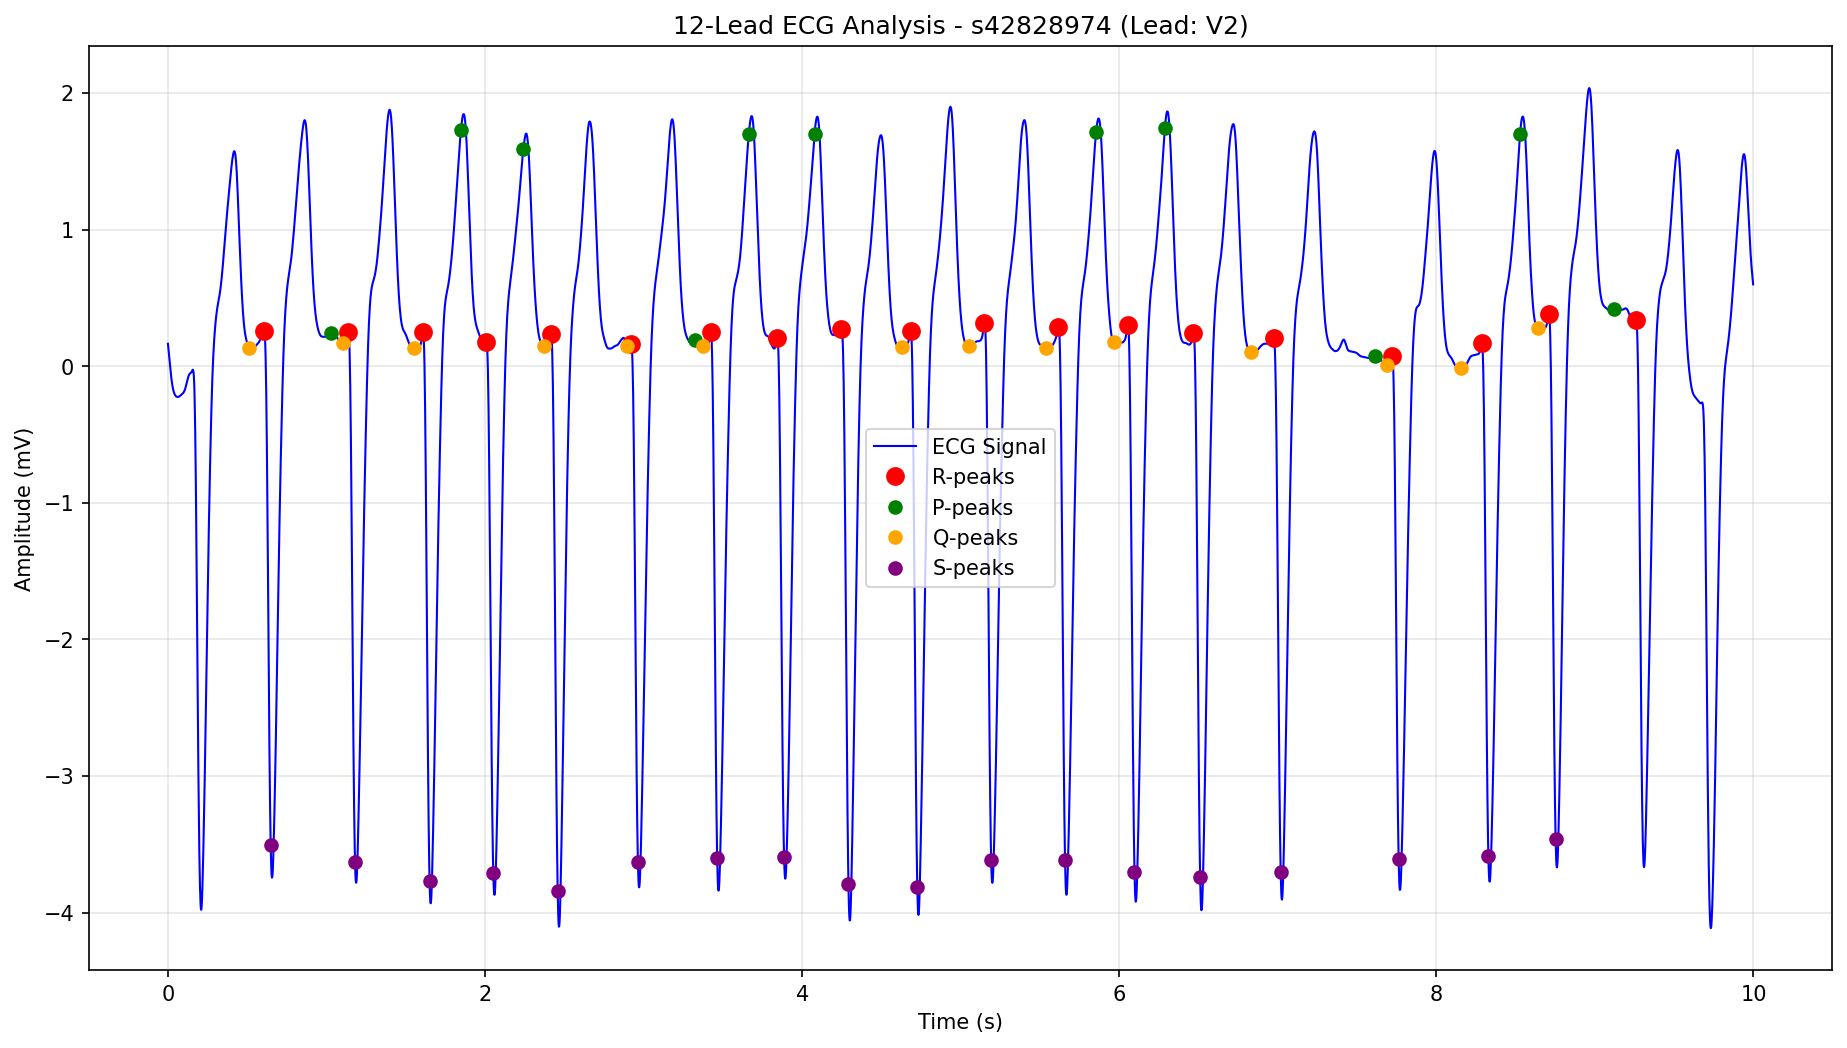 12-Lead ECG Analysis - s42828974 (Lead: V2)
Amplitude (mV)
2
1
0
−1
−2
−3
−4
ECG Signal
R-peaks
P-peaks
Q-peaks
S-peaks
0 2 4 6 8 10
Time (s)